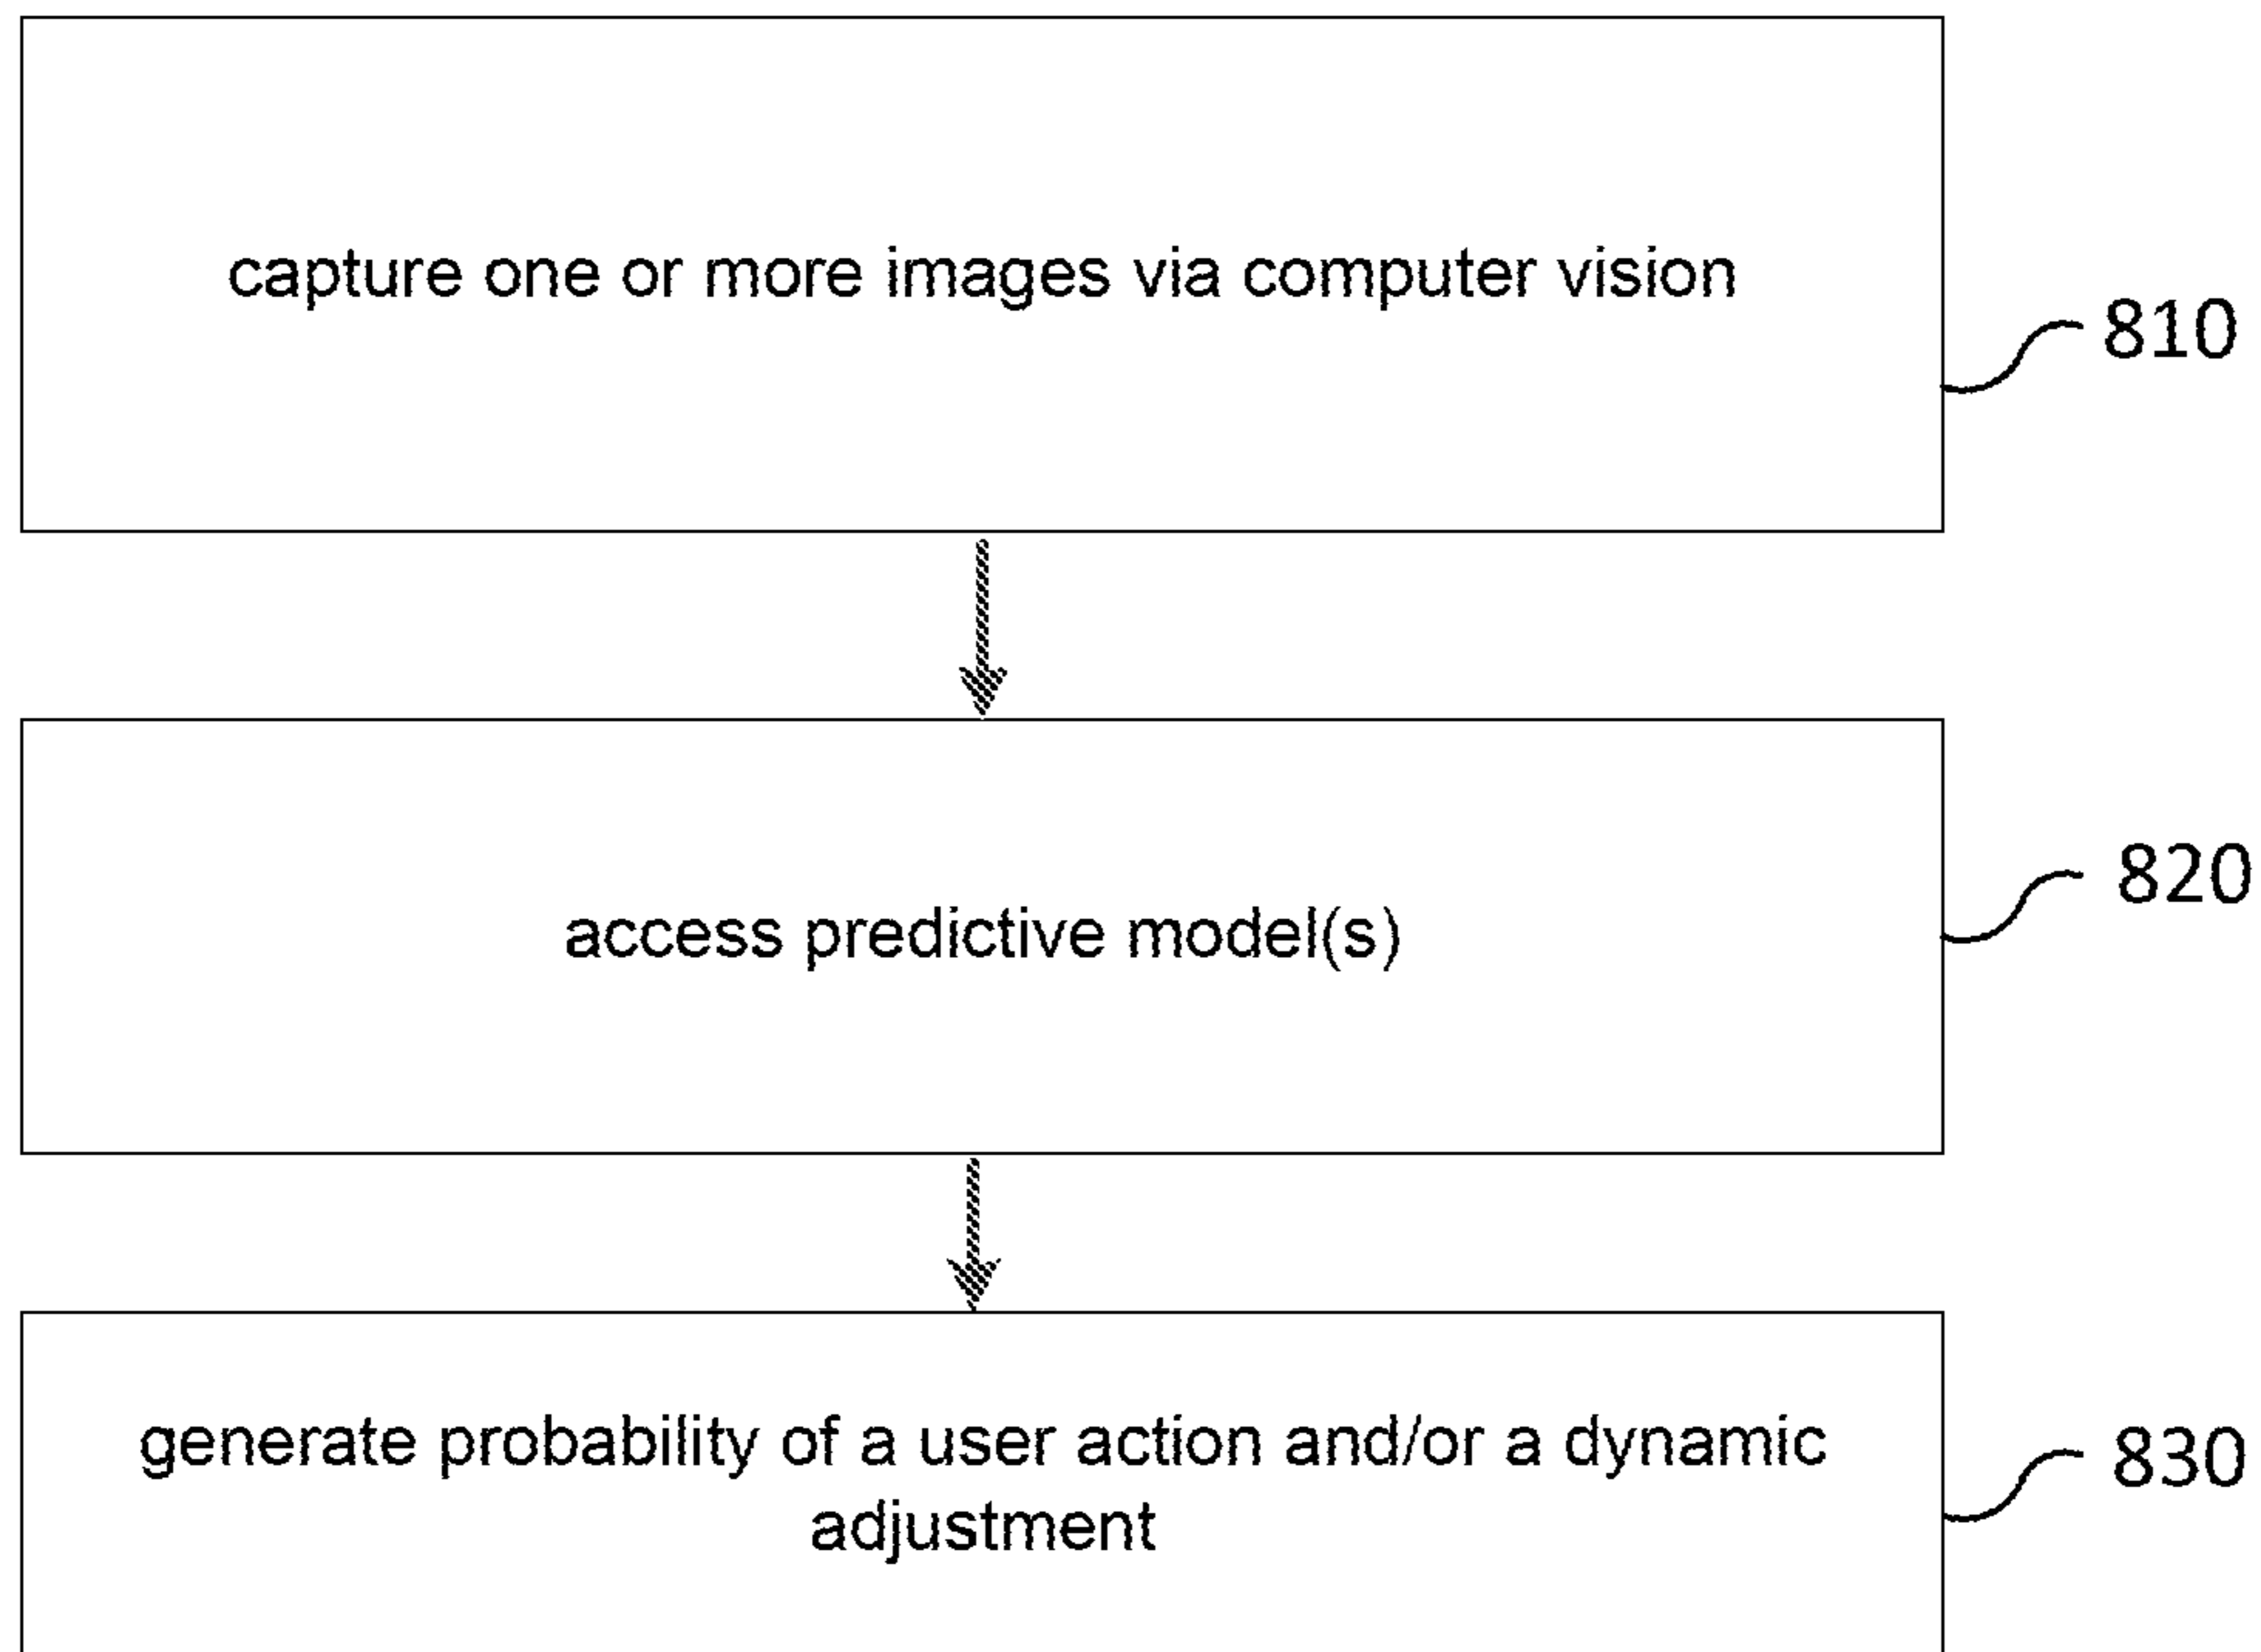 capture one or more images via computer vision
810
access predictive model(s)
820
generate probability of a user action and/or a dynamic
adjustment
830